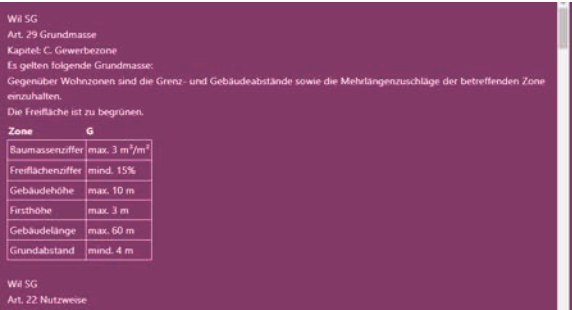 Wil SG
Art. 29 Grundmasse
Kapitel: C. Gewerbezone
Es gelten folgende Grundmasse:
Gegenüber Wohnzonen sind die Grenz- und Gebäudeabstände sowie die Mehrlängenzuschläge der betreffenden Zone
einzuhalten.
Die Freifläche ist zu begrünen.
Zone G
Baumassenziffer max. 3 m³/m²
Freiflächenziffer mind. 15%
Gebäudehöhe max. 10 m
Firsthöhe max. 3 m
Gebäudelänge max. 60 m
Grundabstand mind. 4 m
Wil SG
Art. 22 Nutzweise